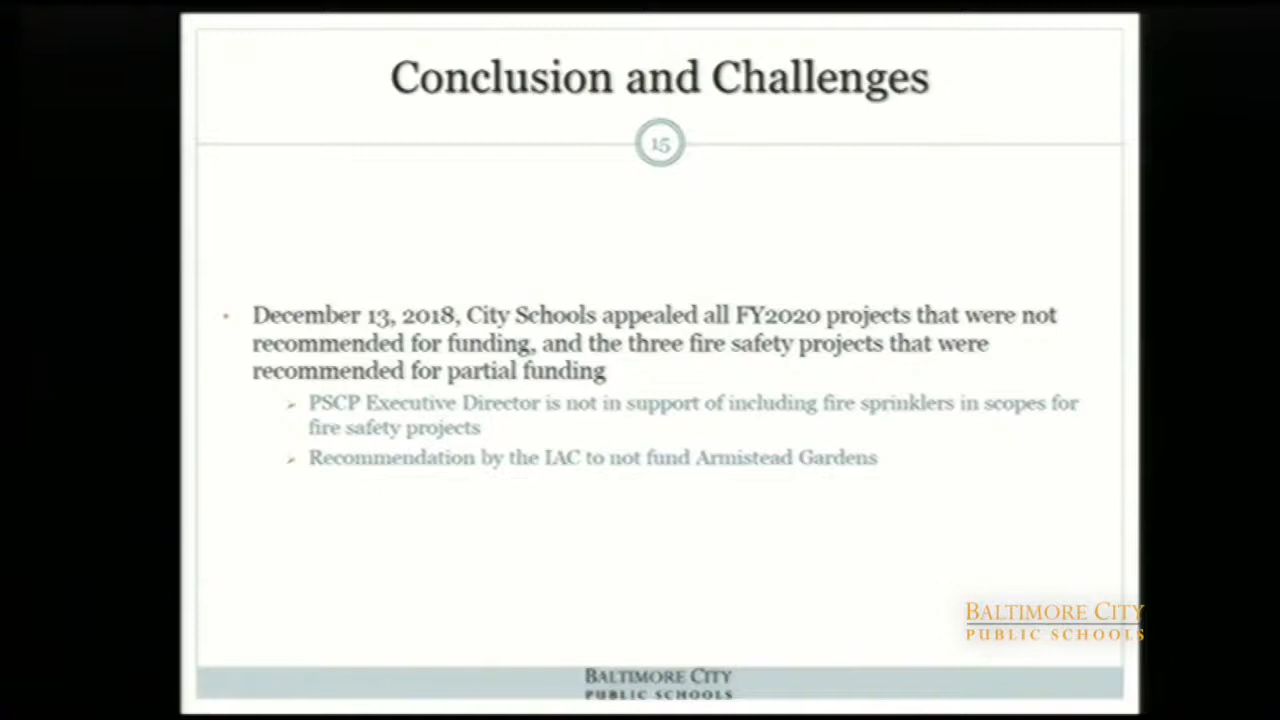 Conclusion and Challenges
15
• December 13, 2018, City Schools appealed all FY2020 projects that were not
recommended for funding, and the three fire safety projects that were
recommended for partial funding
➢ PSCP Executive Director is not in support of including fire sprinklers in scopes for
fire safety projects
➢ Recommendation by the IAC to not fund Armistead Gardens
BALTIMORE CITY
PUBLIC SCHOOLS
BALTIMORE CITY
PUBLIC SCHOOLS